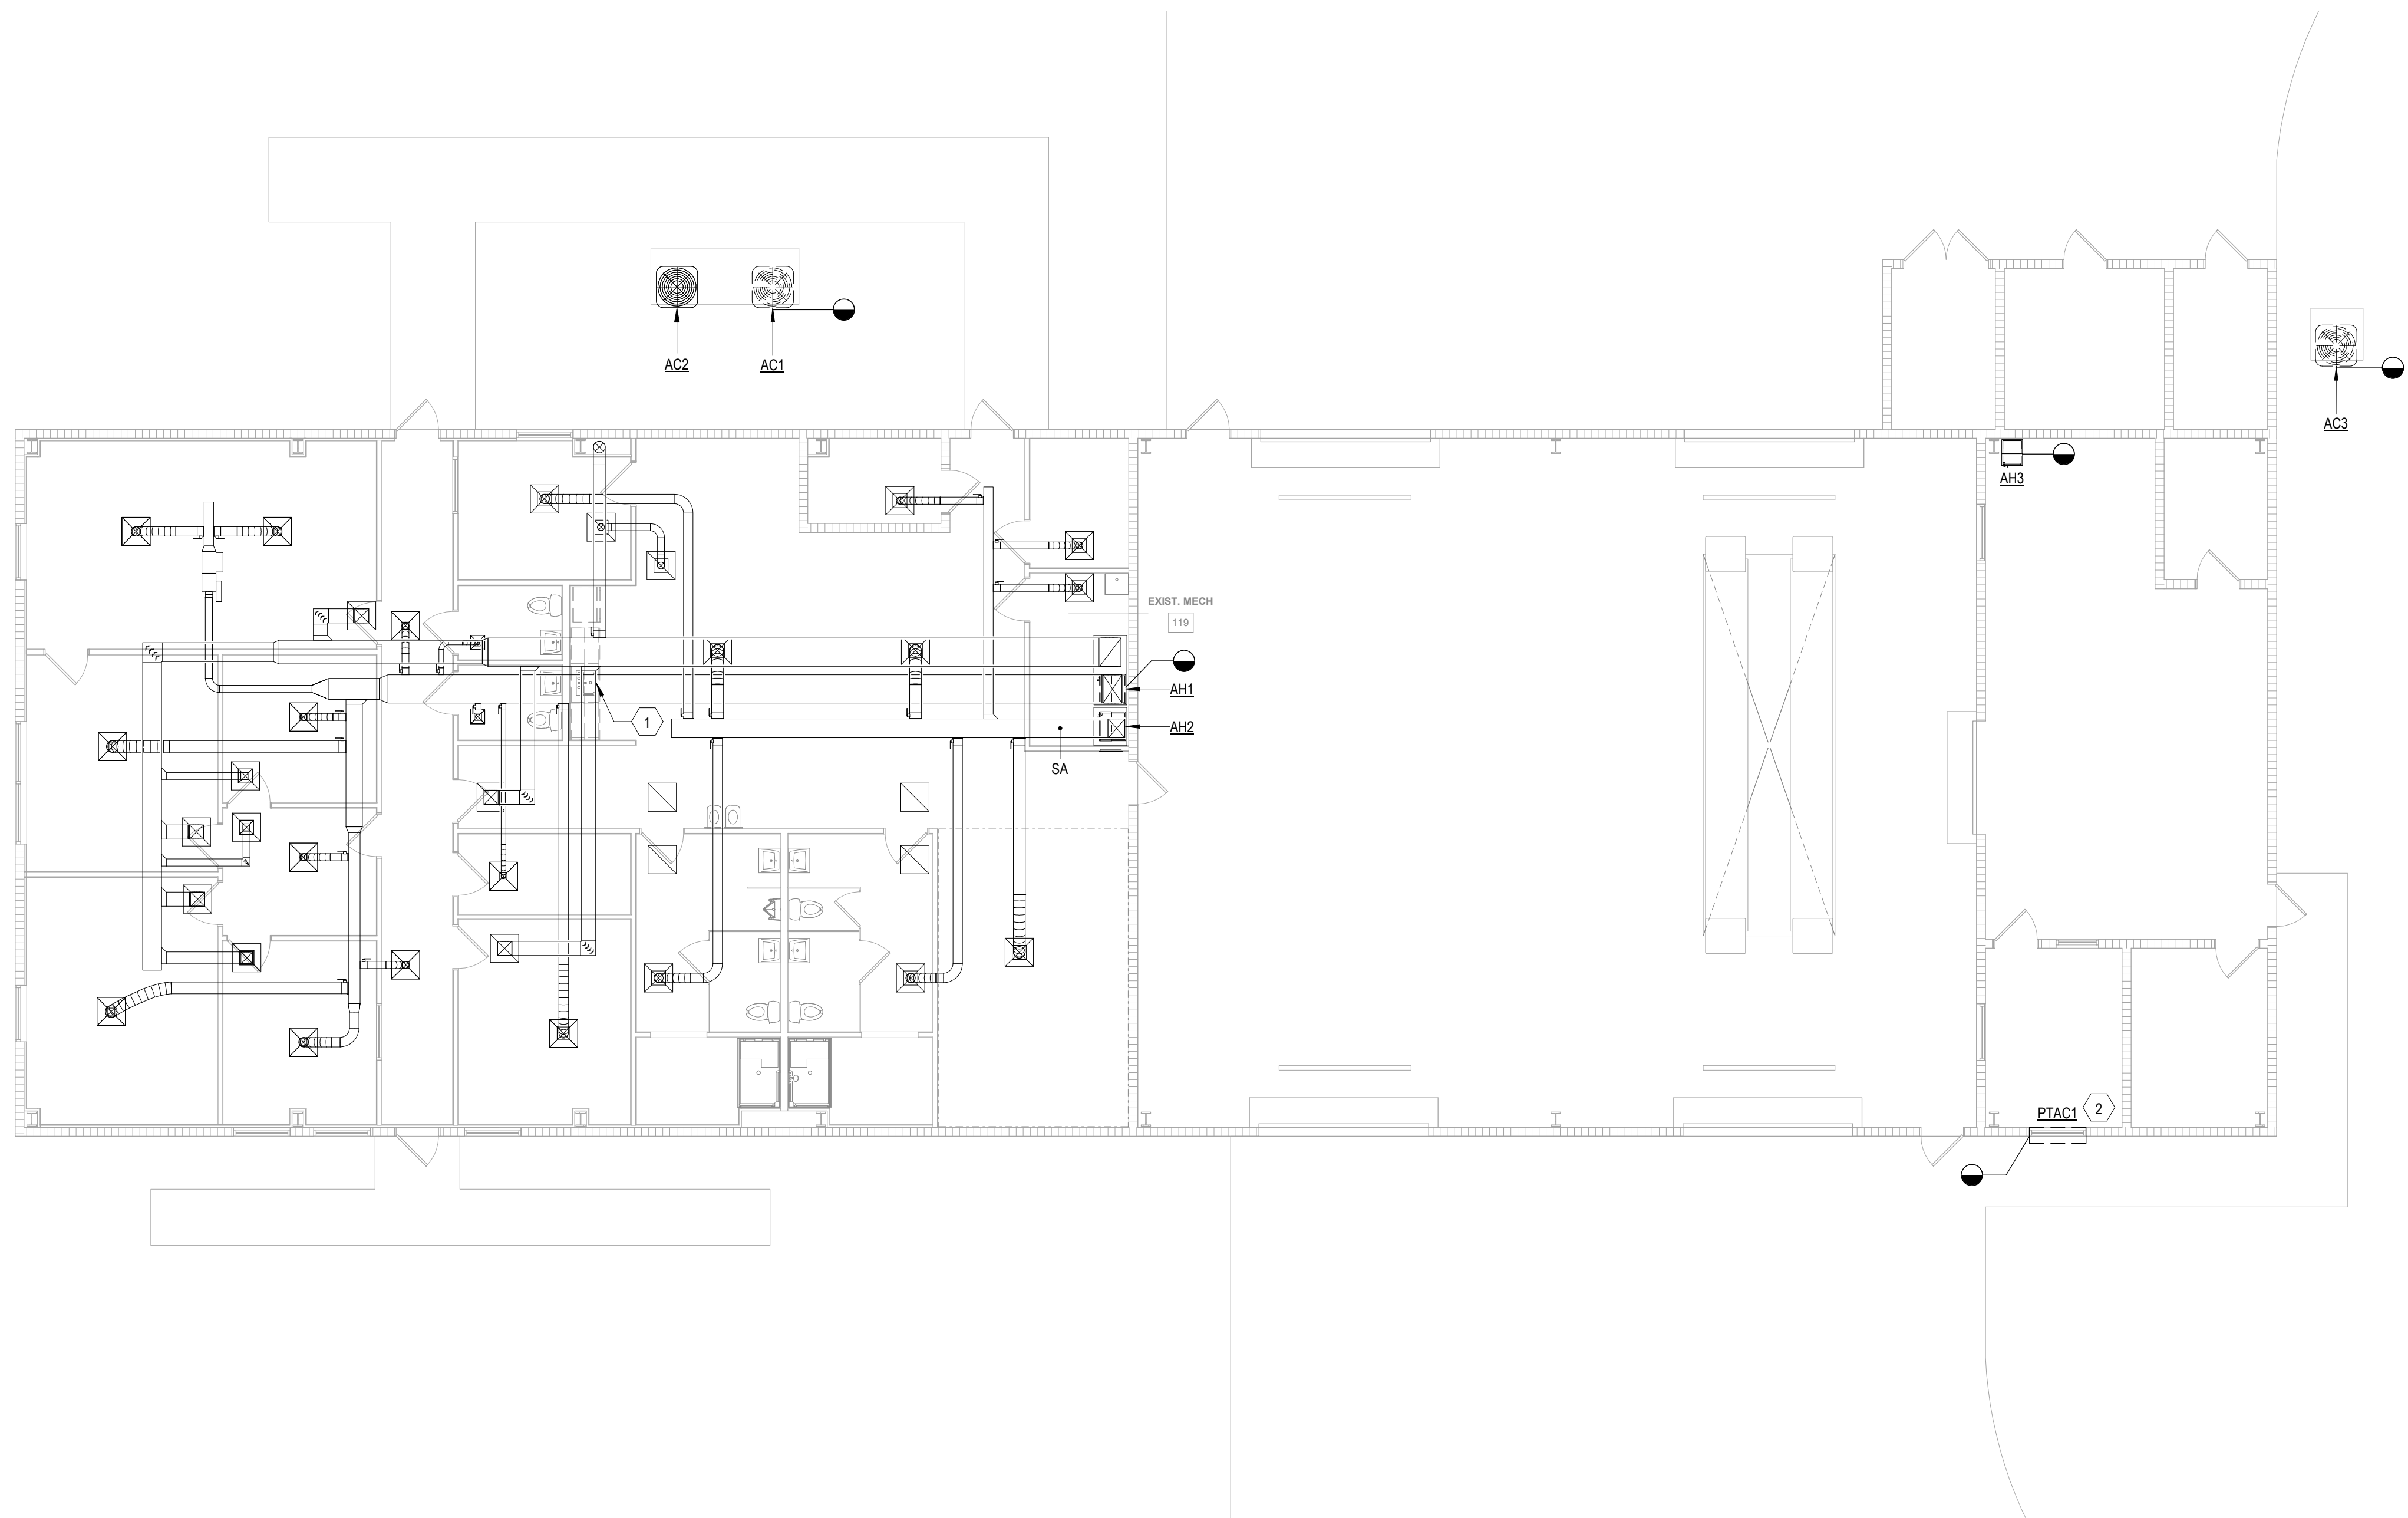 AC2
AC1
AC3
AH3
EXIST. MECH
119
AH1
1
AH2
SA
PTAC1
2